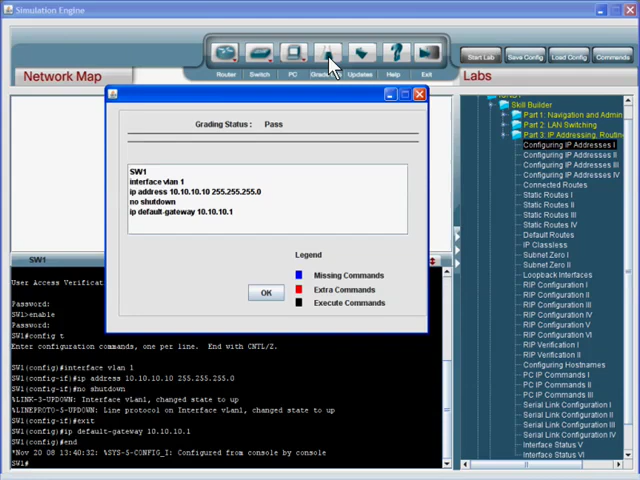 Simulation Engine
Network Map
Router
Switch
PC
Updates
Help
Exit
Start Lab
Save Config
Load Config
Commands
Labs
Grading Status : Pass
SW1
interface vlan 1
ip address 10.10.10.10 255.255.255.0
no shutdown
ip default-gateway 10.10.10.1
Legend
Missing Commands
Extra Commands
Execute Commands
OK
Skill Builder
Part 1: Navigation and Admin
Part 2: LAN Switching
Part 3: IP Addressing, Routin
Configuring IP Addresses I
Configuring IP Addresses II
Configuring IP Addresses III
Configuring IP Addresses IV
Connected Routes
Static Routes I
Static Routes II
Static Routes III
Static Routes IV
Default Routes
IP Classless
Subnet Zero I
Subnet Zero II
Loopback Interfaces
RIP Configuration I
RIP Configuration II
RIP Configuration III
RIP Configuration IV
RIP Configuration V
RIP Configuration VI
RIP Verification I
RIP Verification II
Configuring Hostnames
PC IP Commands I
PC IP Commands II
PC IP Commands III
Serial Link Configuration I
Serial Link Configuration II
Serial Link Configuration III
Serial Link Configuration IV
Interface Status V
Interface Status VI
SW1
User Access Verificat
Password:
SW1>enable
Password:
SW1#config t
Enter configuration commands, one per line. End with CNTL/Z.
SW1(config)#interface vlan 1
SW1(config-if)#ip address 10.10.10.10 255.255.255.0
SW1(config-if)#no shutdown
%LINK-3-UPDOWN: Interface Vlan1, changed state to up
%LINEPROTO-5-UPDOWN: Line protocol on Interface Vlan1, changed state to up
SW1(config-if)#exit
SW1(config)#ip default-gateway 10.10.10.1
SW1(config)#end
*Nov 20 08 13:40:32: %SYS-5-CONFIG_I: Configured from console by console
SW1#